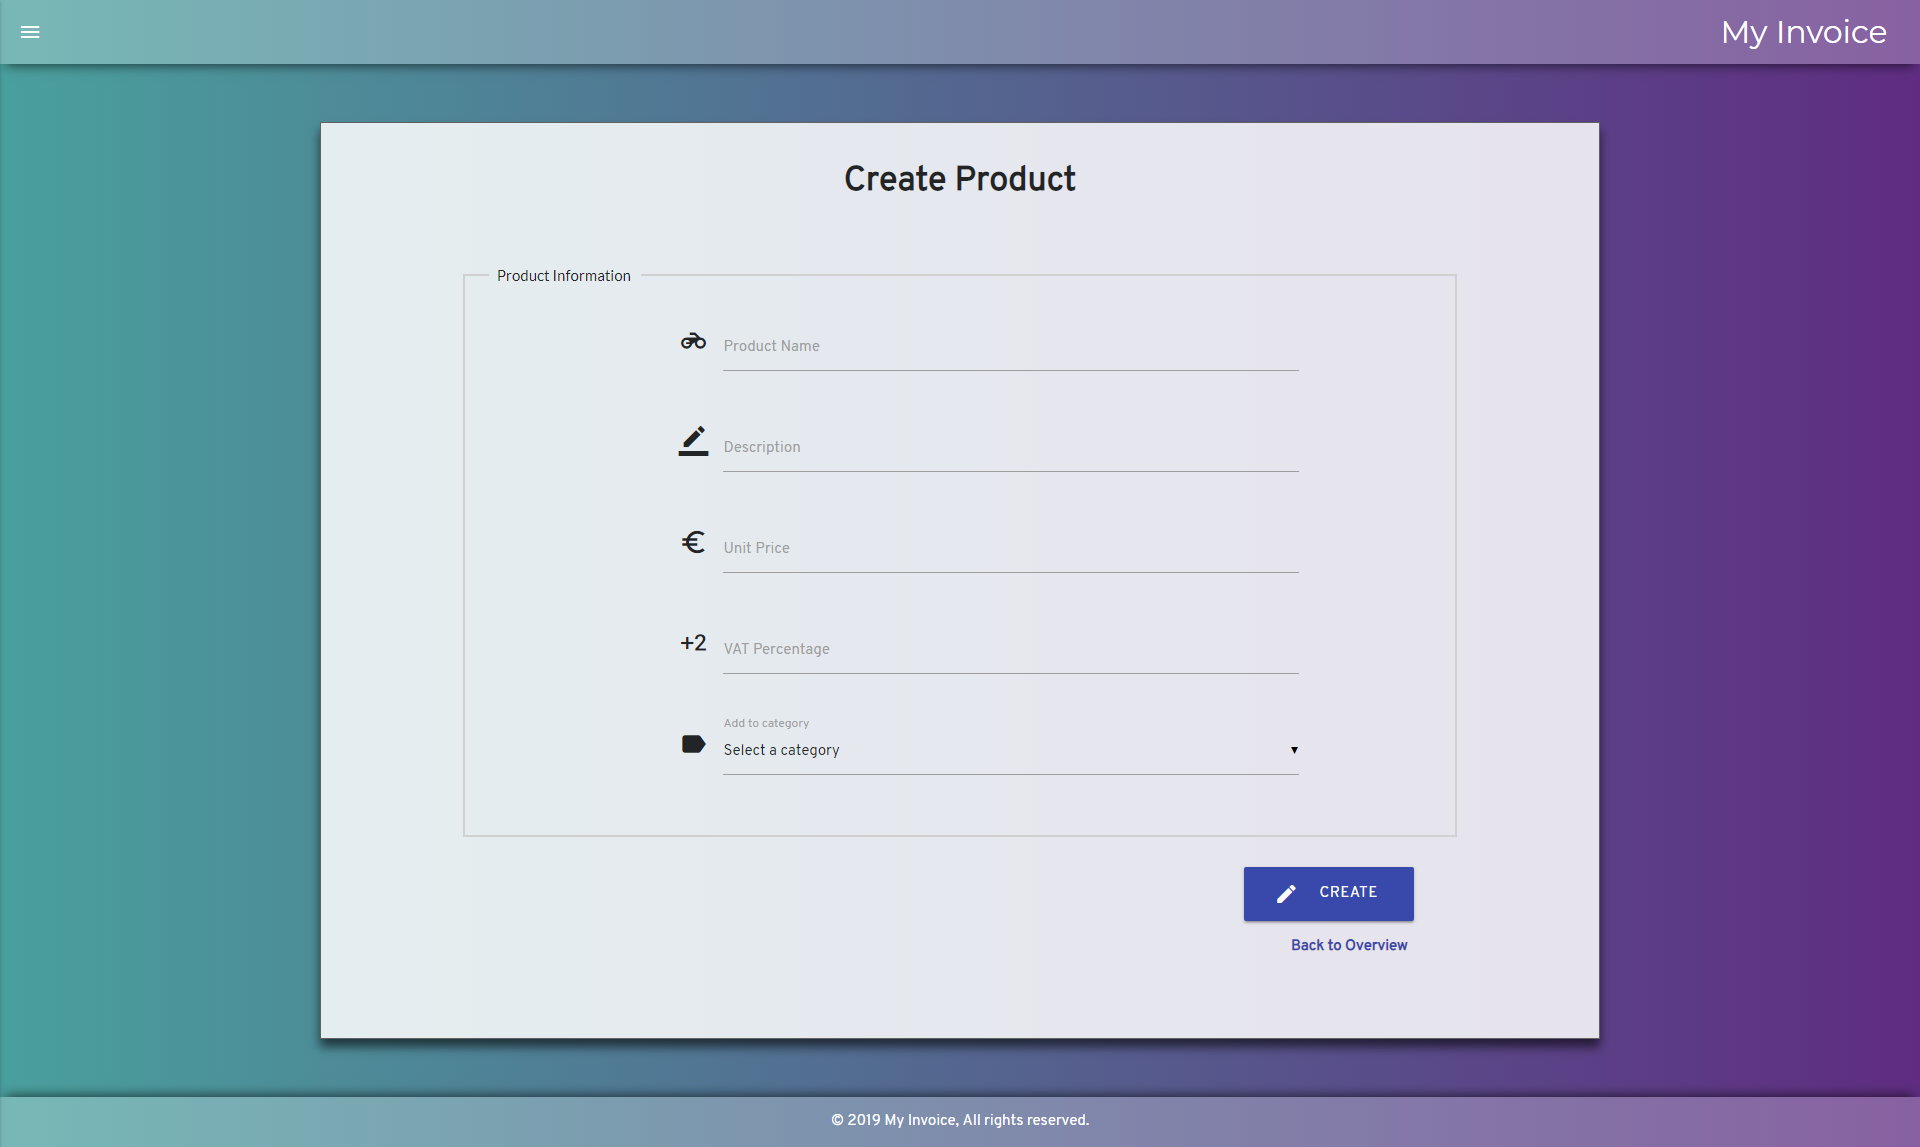 My Invoice
Create Product
Product Information
Product Name
Description
€
Unit Price
+2
VAT Percentage
Add to category
Select a category
CREATE
Back to Overview
© 2019 My Invoice, All rights reserved.